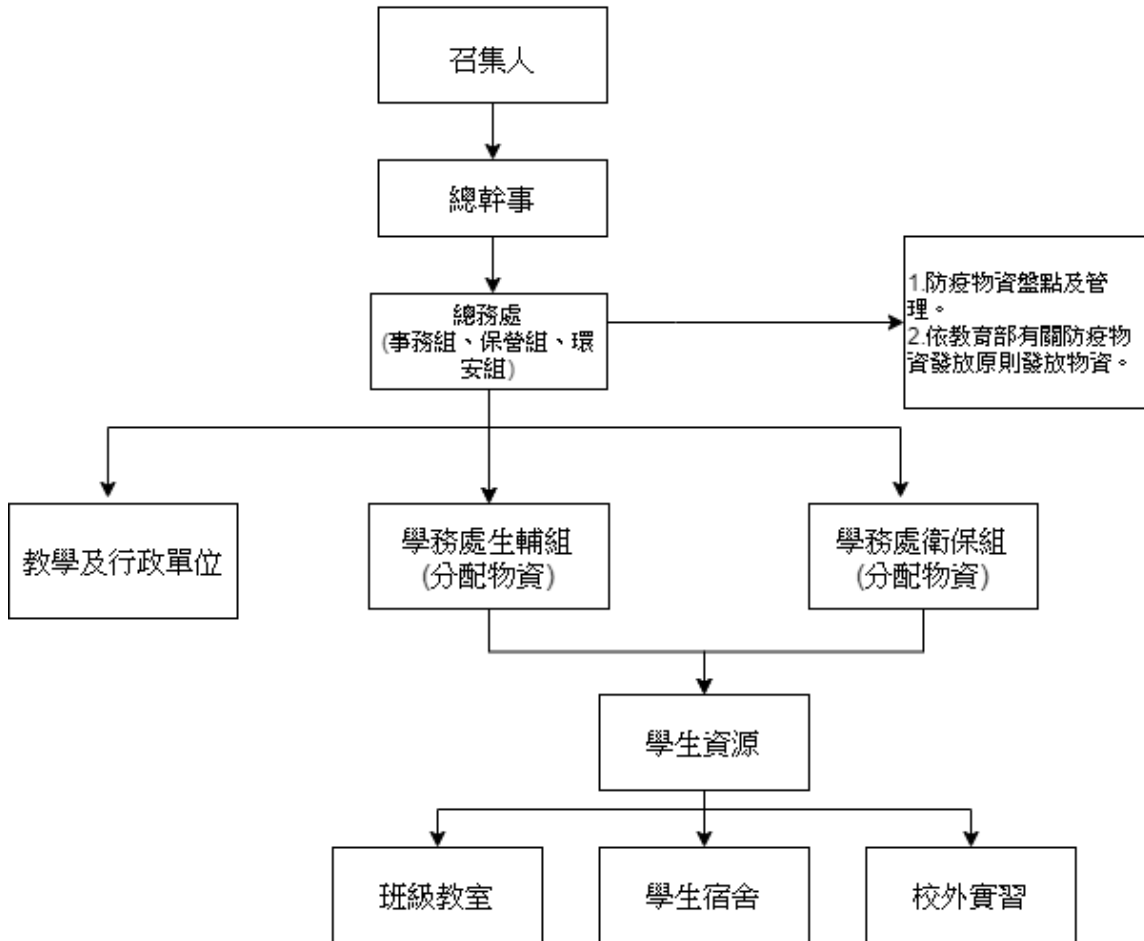 召集人
總幹事
總務處
(事務組、保營組、環
安組)
1.防疫物資盤點及管
理。
2.依教育部有關防疫物
資發放原則發放物資。
教學及行政單位
學務處生輔組
(分配物資)
學務處衛保組
(分配物資)
學生資源
班級教室
學生宿舍
校外實習